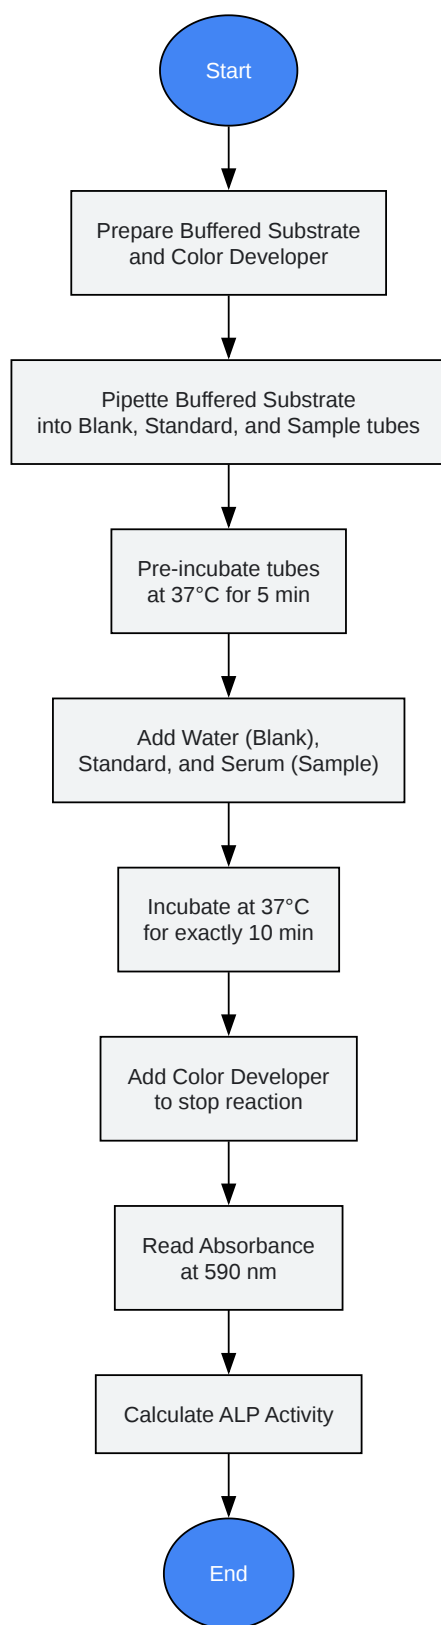 Start
Prepare Buffered Substrate
and Color Developer
Pipette Buffered Substrate
into Blank, Standard, and Sample tubes
Pre-incubate tubes
at 37°C for 5 min
Add Water (Blank),
Standard, and Serum (Sample)
Incubate at 37°C
for exactly 10 min
Add Color Developer
to stop reaction
Read Absorbance
at 590 nm
Calculate ALP Activity
End